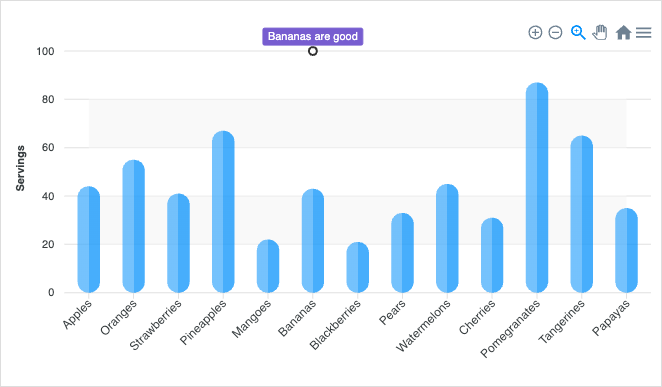 Bananas are good
100
80
60
40
20
0
Servings
Apples
Oranges
Strawberries
Pineapples
Mangoes
Bananas
Blackberries
Pears
Watermelons
Cherries
Pomegranates
Tangerines
Papayas